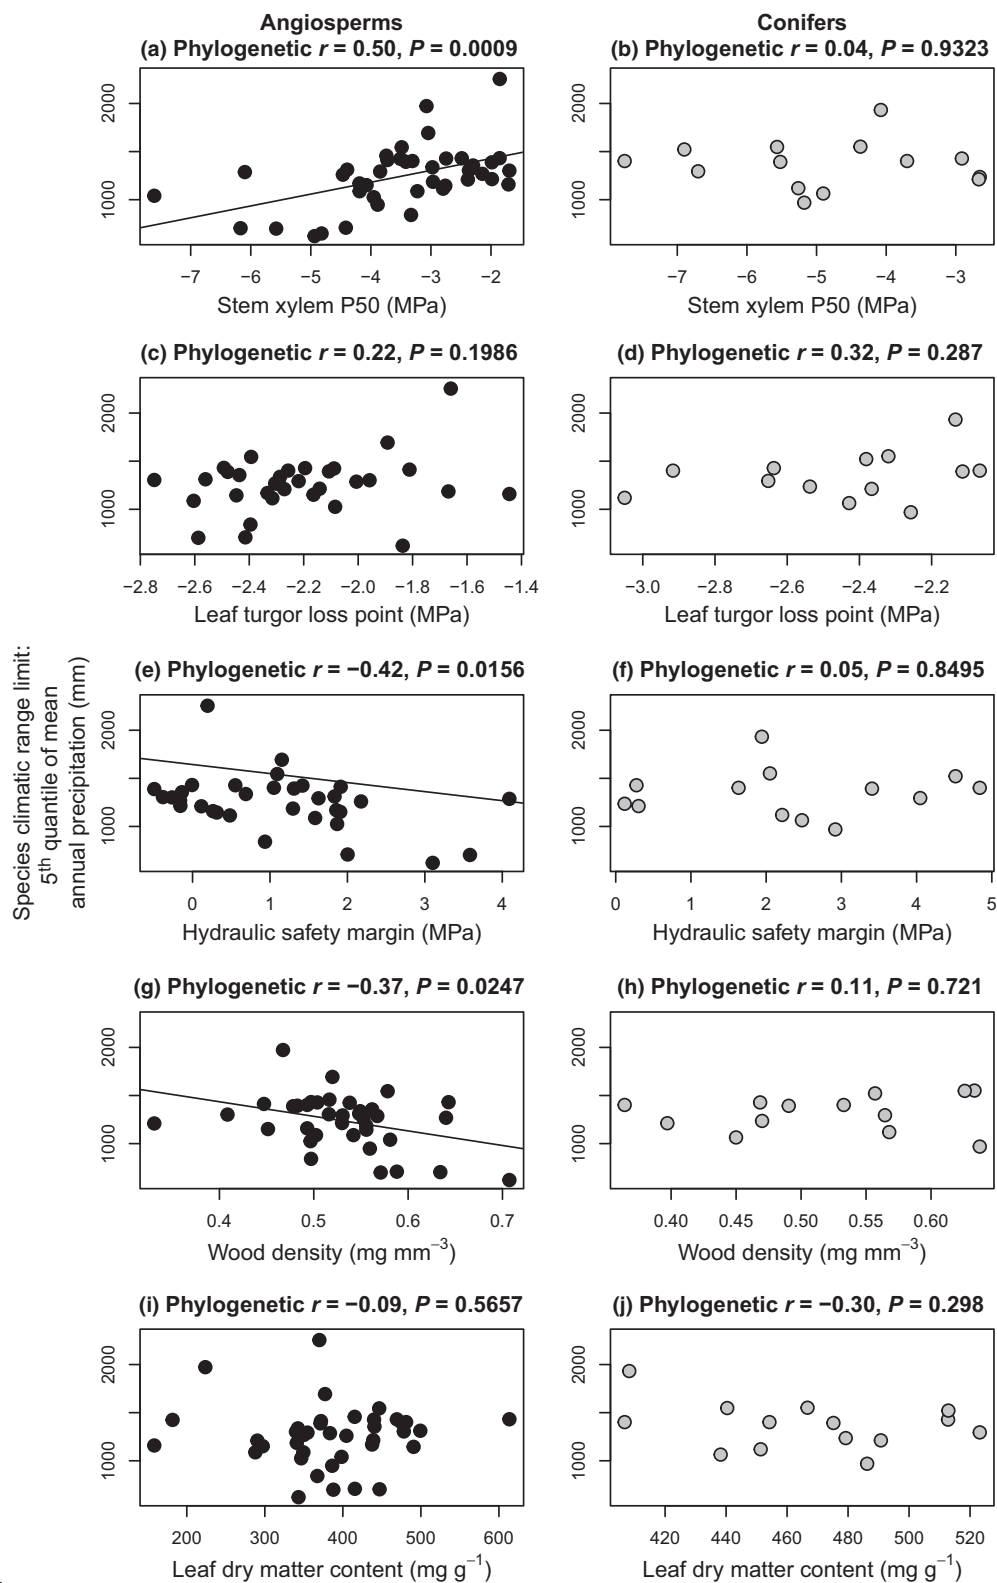 Angiosperms
Conifers
(a) Phylogenetic r = 0.50, P = 0.0009
(b) Phylogenetic r = 0.04, P = 0.9323
2000
1000
2000
1000
−7 −6 −5 −4 −3 −2
−7 −6 −5 −4 −3
Stem xylem P50 (MPa)
Stem xylem P50 (MPa)
(c) Phylogenetic r = 0.22, P = 0.1986
(d) Phylogenetic r = 0.32, P = 0.287
2000
1000
2000
1000
−2.8 −2.6 −2.4 −2.2 −2.0 −1.8 −1.6 −1.4
−3.0 −2.8 −2.6 −2.4 −2.2
Leaf turgor loss point (MPa)
Leaf turgor loss point (MPa)
Species climatic range limit:
5th quantile of mean
annual precipitation (mm)
(e) Phylogenetic r = −0.42, P = 0.0156
(f) Phylogenetic r = 0.05, P = 0.8495
2000
1000
2000
1000
0 1 2 3 4
0 1 2 3 4 5
Hydraulic safety margin (MPa)
Hydraulic safety margin (MPa)
(g) Phylogenetic r = −0.37, P = 0.0247
(h) Phylogenetic r = 0.11, P = 0.721
2000
1000
2000
1000
0.4 0.5 0.6 0.7
0.40 0.45 0.50 0.55 0.60
Wood density (mg mm⁻³)
Wood density (mg mm⁻³)
(i) Phylogenetic r = −0.09, P = 0.5657
(j) Phylogenetic r = −0.30, P = 0.298
2000
1000
2000
1000
200 300 400 500 600
420 440 460 480 500 520
Leaf dry matter content (mg g⁻¹)
Leaf dry matter content (mg g⁻¹)